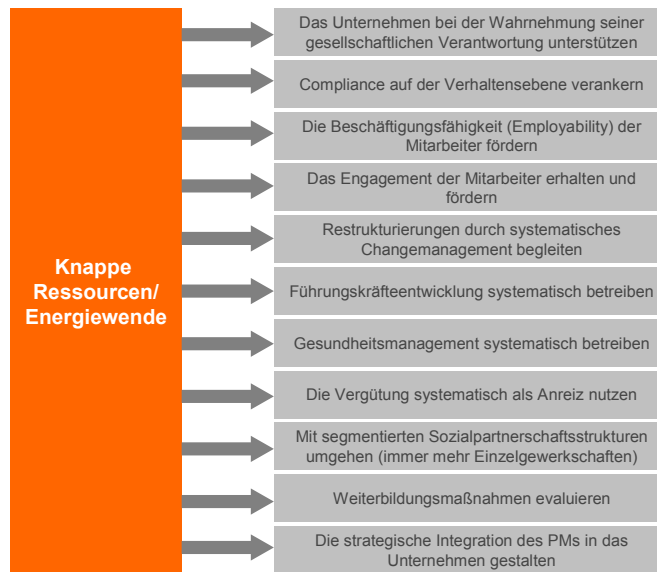 Knappe
Ressourcen/
Energiewende
Das Unternehmen bei der Wahrnehmung seiner
gesellschaftlichen Verantwortung unterstützen
Compliance auf der Verhaltensebene verankern
Die Beschäftigungsfähigkeit (Employability) der
Mitarbeiter fördern
Das Engagement der Mitarbeiter erhalten und
fördern
Restrukturierungen durch systematisches
Changemanagement begleiten
Führungskräfteentwicklung systematisch betreiben
Gesundheitsmanagement systematisch betreiben
Die Vergütung systematisch als Anreiz nutzen
Mit segmentierten Sozialpartnerschaftsstrukturen
umgehen (immer mehr Einzelgewerkschaften)
Weiterbildungsmaßnahmen evaluieren
Die strategische Integration des PMs in das
Unternehmen gestalten